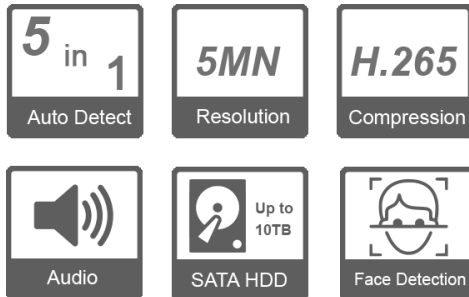 5 in 1
Auto Detect
5MN
Resolution
H.265
Compression
Audio
Up to
10TB
SATA HDD
Face Detection